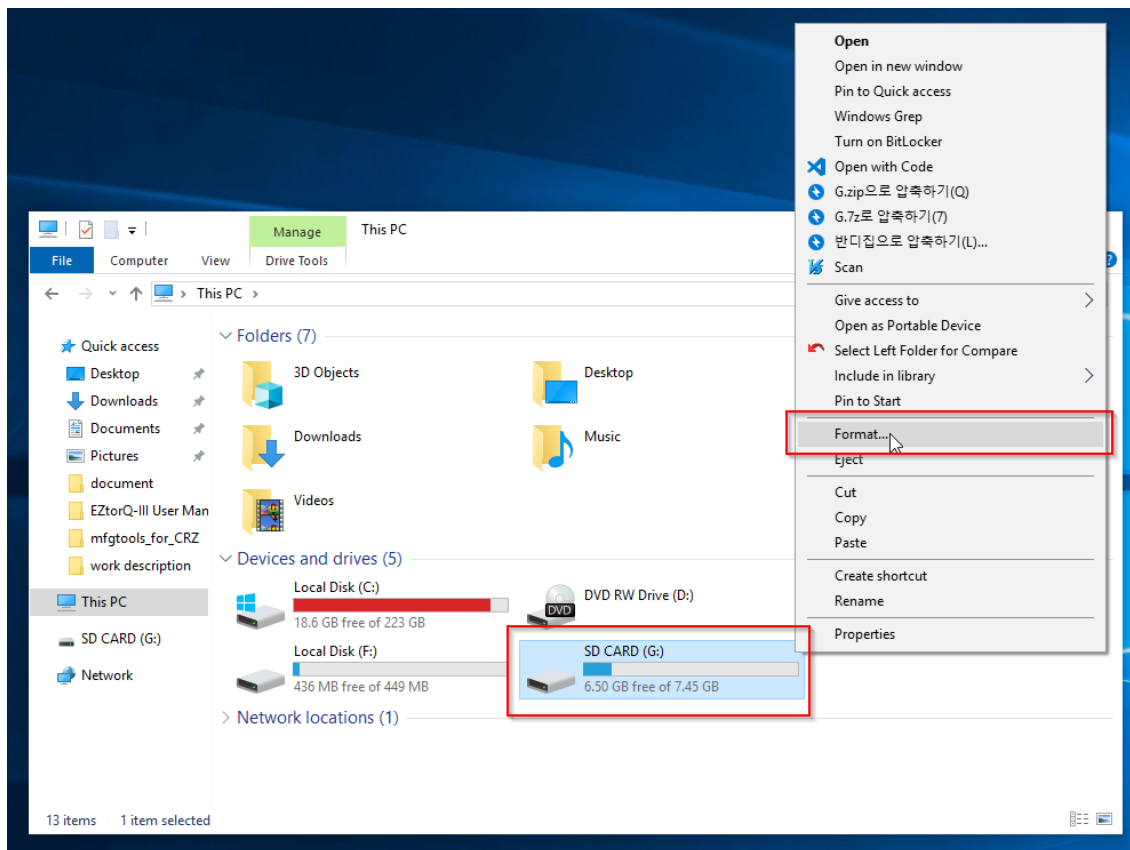 Open
Open in new window
Pin to Quick access
Windows Grep
Turn on BitLocker
Open with Code
G.zip으로 압축하기(Q)
G.7z로 압축하기(7)
반디집으로 압축하기(L)...
Scan
Give access to
Open as Portable Device
Select Left Folder for Compare
Include in library
Pin to Start
Format...
Eject
Cut
Copy
Paste
Create shortcut
Rename
Properties
Manage
This PC
File
Computer
View
Drive Tools
This PC
Quick access
Desktop
Downloads
Documents
Pictures
document
EZtorQ-III User Man
mfgtools_for_CRZ
work description
This PC
SD CARD (G:)
Network
Folders (7)
3D Objects
Desktop
Downloads
Music
Videos
Devices and drives (5)
Local Disk (C:)
18.6 GB free of 223 GB
DVD RW Drive (D:)
DVD
Local Disk (F:)
436 MB free of 449 MB
SD CARD (G:)
6.50 GB free of 7.45 GB
Network locations (1)
13 items
1 item selected